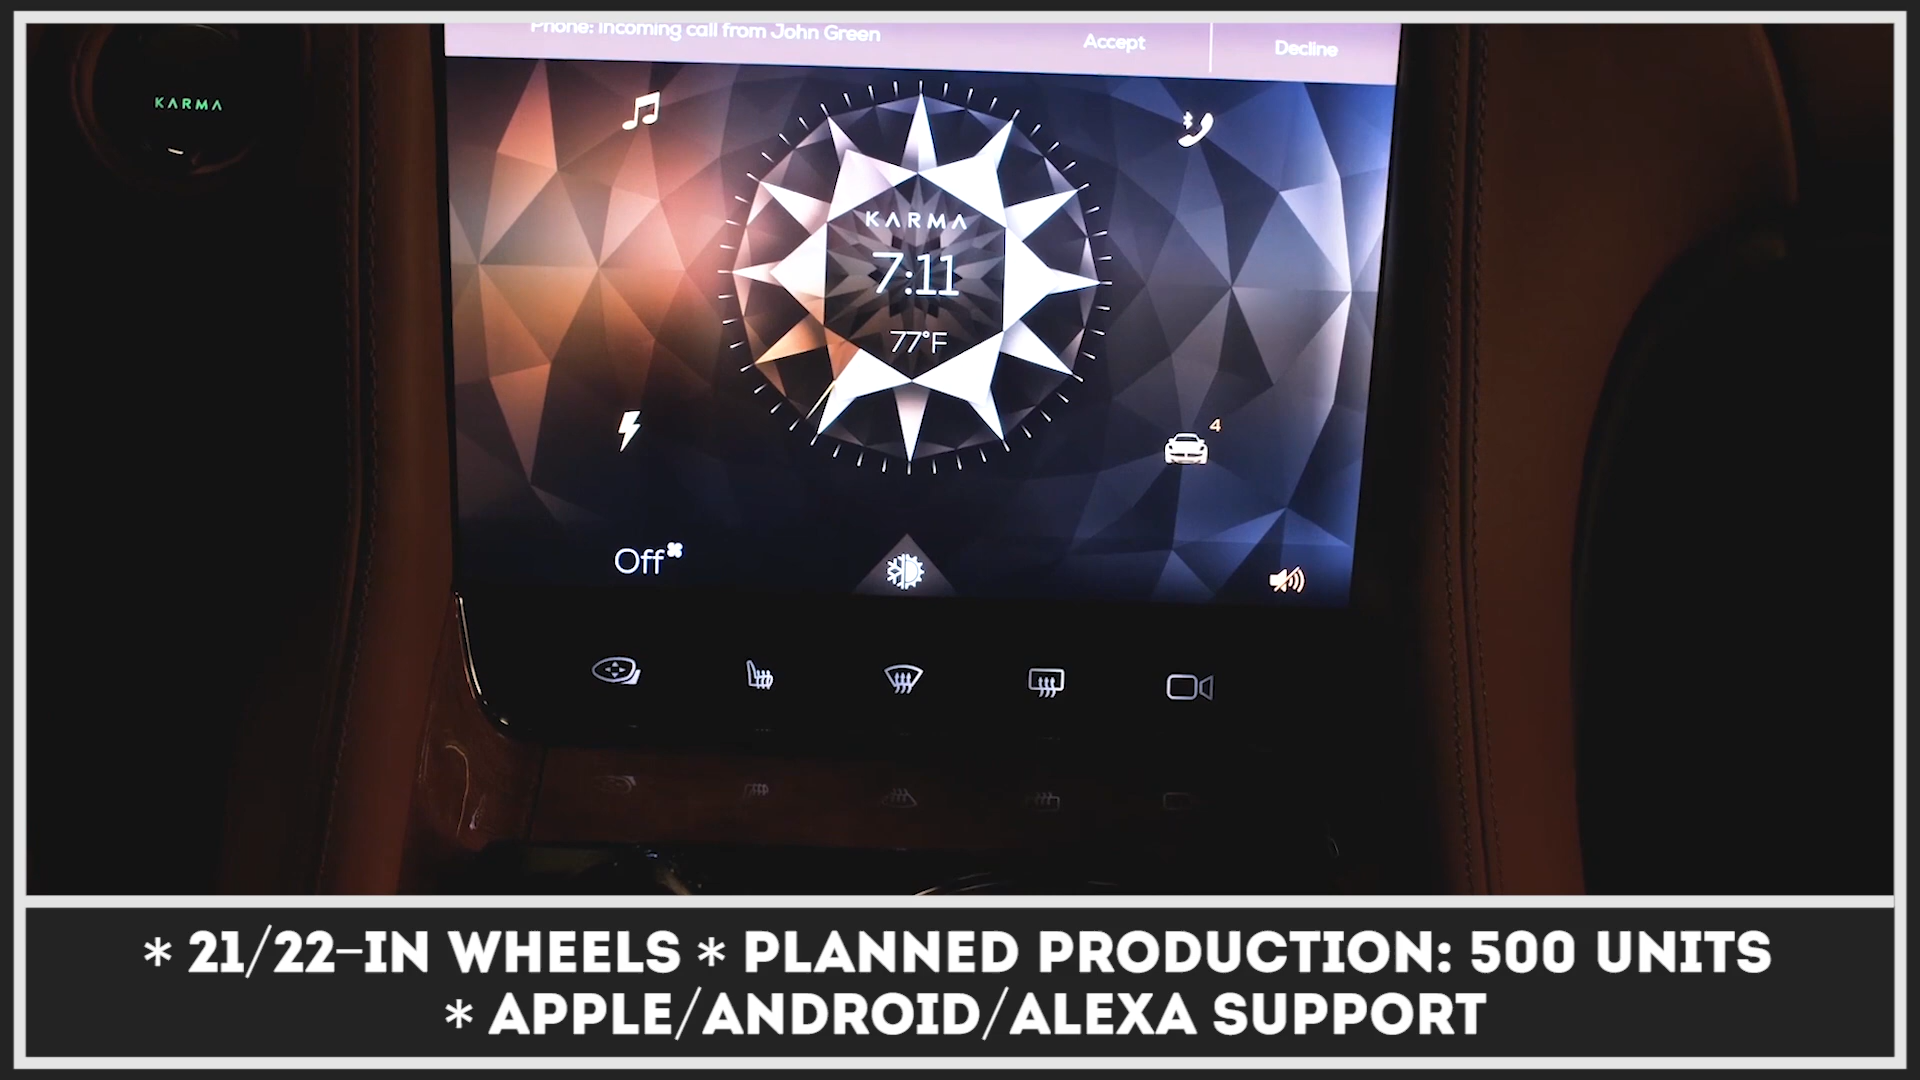 Phone: Incoming call from John Green
Accept
Decline
KARMA
KARMA
7:11
77°F
4
Off
* 21/22-IN WHEELS * PLANNED PRODUCTION: 500 UNITS
* APPLE/ANDROID/ALEXA SUPPORT